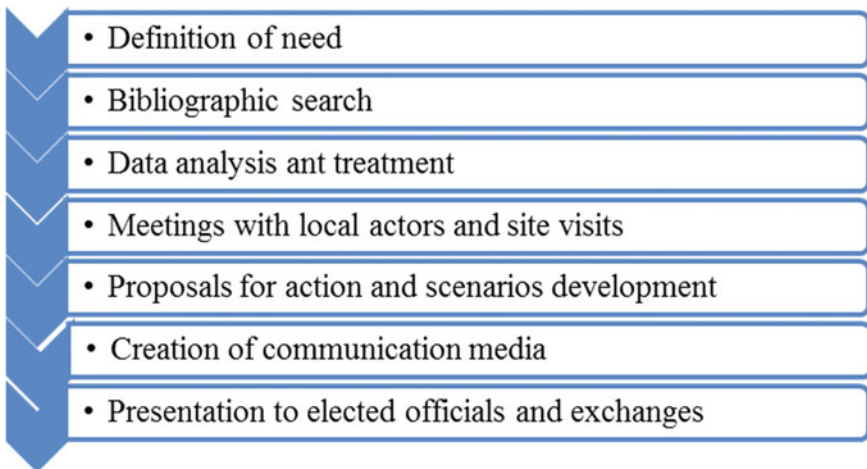 • Definition of need
• Bibliographic search
• Data analysis ant treatment
• Meetings with local actors and site visits
• Proposals for action and scenarios development
• Creation of communication media
• Presentation to elected officials and exchanges